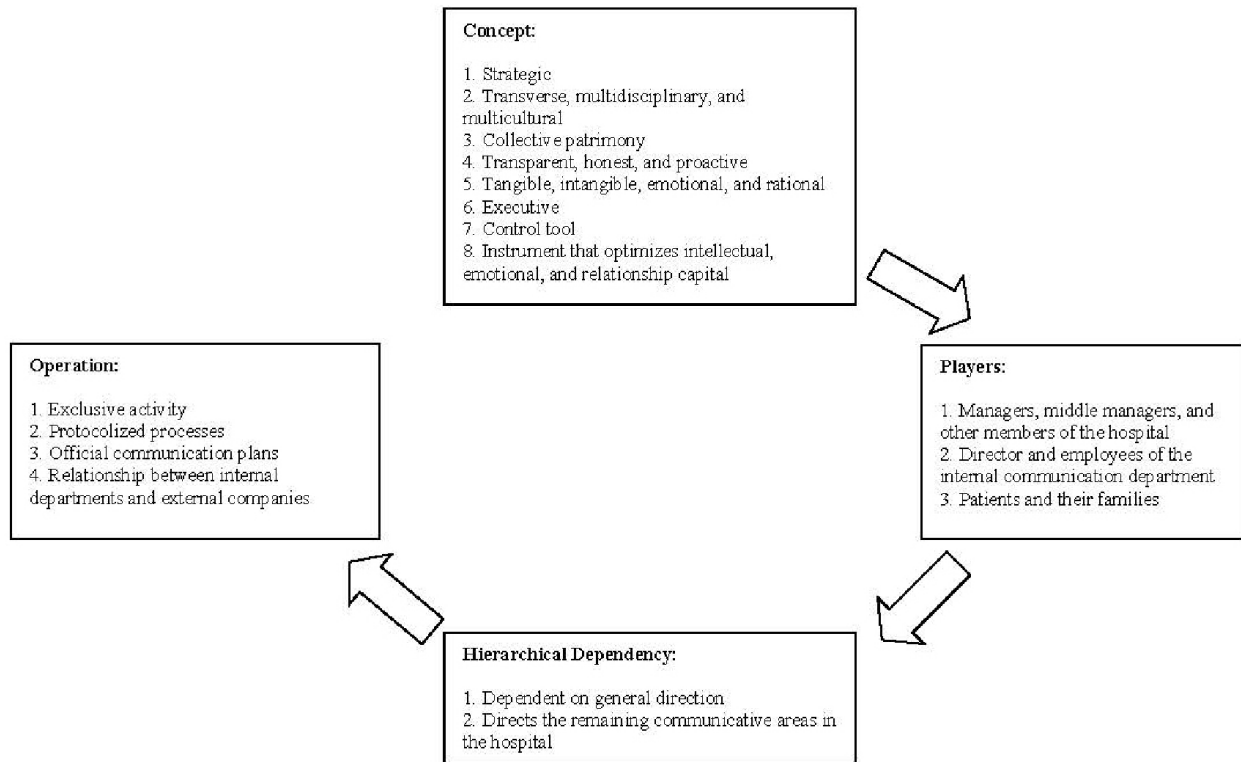 Concept:
1. Strategic
2. Transverse, multidisciplinary, and
multicultural
3. Collective patrimony
4. Transparent, honest, and proactive
5. Tangible, intangible, emotional, and rational
6. Executive
7. Control tool
8. Instrument that optimizes intellectual,
emotional, and relationship capital
Players:
1. Managers, middle managers, and
other members of the hospital
2. Director and employees of the
internal communication department
3. Patients and their families
Hierarchical Dependency:
1. Dependent on general direction
2. Directs the remaining communicative areas in
the hospital
Operation:
1. Exclusive activity
2. Protocolized processes
3. Official communication plans
4. Relationship between internal
departments and external companies